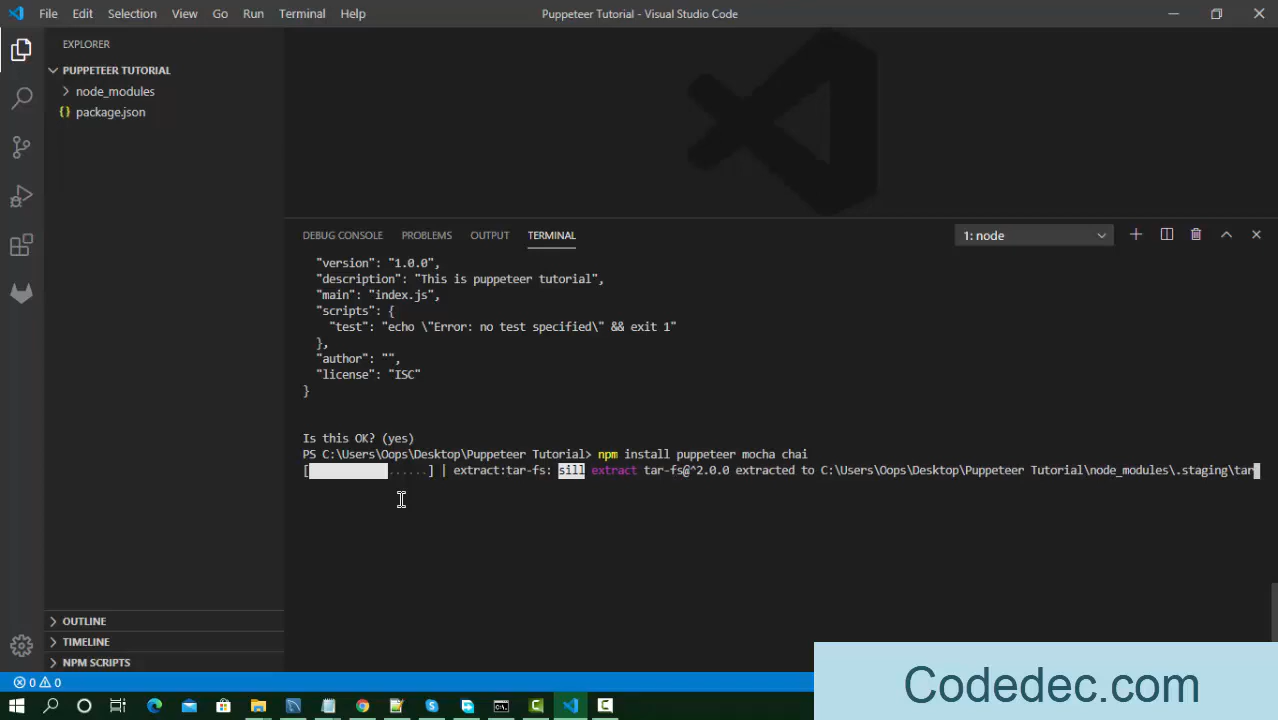 File Edit Selection View Go Run Terminal Help Puppeteer Tutorial - Visual Studio Code
EXPLORER
PUPPETEER TUTORIAL
node_modules
{} package.json
DEBUG CONSOLE PROBLEMS OUTPUT TERMINAL 1: node
"version": "1.0.0",
"description": "This is puppeteer tutorial",
"main": "index.js",
"scripts": {
"test": "echo \"Error: no test specified\" && exit 1"
},
"author": "",
"license": "ISC"
}
Is this OK? (yes)
PS C:\Users\Oops\Desktop\Puppeteer Tutorial> npm install puppeteer mocha chai
[ ......] | extract:tar-fs: sill extract tar-fs@^2.0.0 extracted to C:\Users\Oops\Desktop\Puppeteer Tutorial\node_modules\.staging\tar
OUTLINE
TIMELINE
NPM SCRIPTS
0 0
Codedec.com